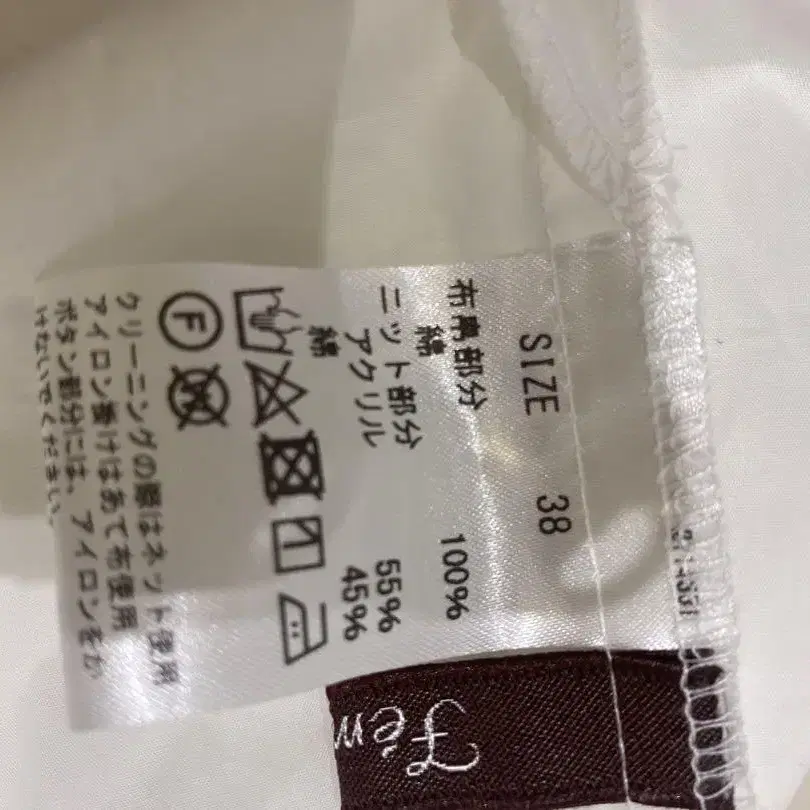 SIZE 38
布帛部分
綿 100%
ニット部分
アクリル 55%
綿 45%
F
W
クリーニングの際はネット使用
アイロン掛けはあて布使用
ボタン部分には、アイロンをか
けないでください。
Fém